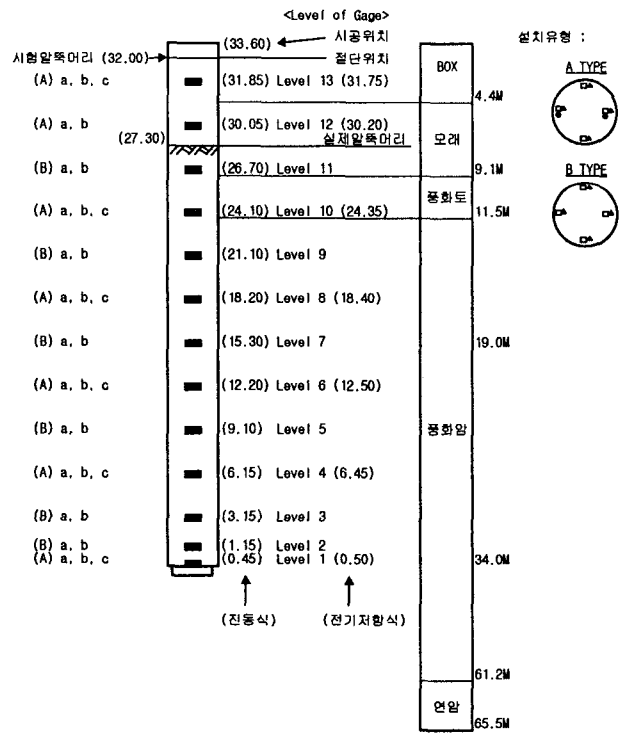 <Level of Gage>
(33.60) 시공위치
시험말뚝머리 (32.00) 절단위치
(A) a, b, c (31.85) Level 13 (31.75)
(A) a, b (30.05) Level 12 (30.20)
(27.30) 실제말뚝머리
(B) a, b (26.70) Level 11
(A) a, b, c (24.10) Level 10 (24.35)
(B) a, b (21.10) Level 9
(A) a, b, c (18.20) Level 8 (18.40)
(B) a, b (15.30) Level 7
(A) a, b, c (12.20) Level 6 (12.50)
(B) a, b (9.10) Level 5
(A) a, b, c (6.15) Level 4 (6.45)
(B) a, b (3.15) Level 3
(B) a, b (1.15) Level 2
(A) a, b, c (0.45) Level 1 (0.50)
(진동식) (전기저항식)
BOX
4.4M
모래
9.1M
풍화토
11.5M
19.0M
풍화암
34.0M
61.2M
연암
65.5M
설치유형 :
A TYPE
B TYPE